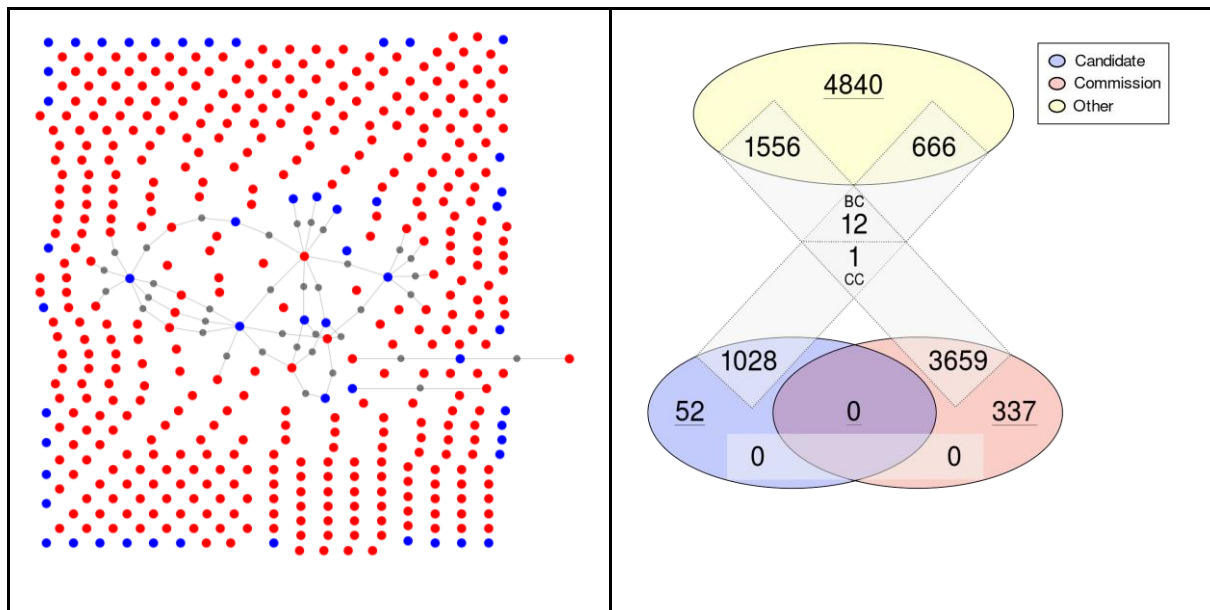 Candidate
Commission
Other
4840
1556 666
BC
12
1
CC
1028 3659
52 0 337
0 0